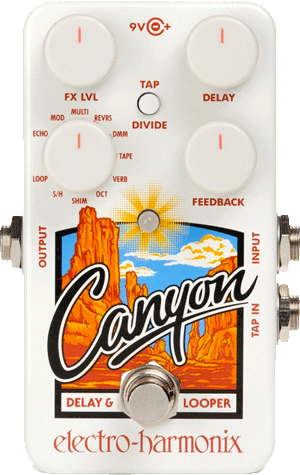 9V +
TAP
FX LVL
DELAY
DIVIDE
MULTI
MOD
REVRS
ECHO
DMM
TAPE
LOOP
VERB
S/H
OCT
SHIM
FEEDBACK
OUTPUT
INPUT
TAP IN
Canyon
DELAY & LOOPER
electro-harmonix